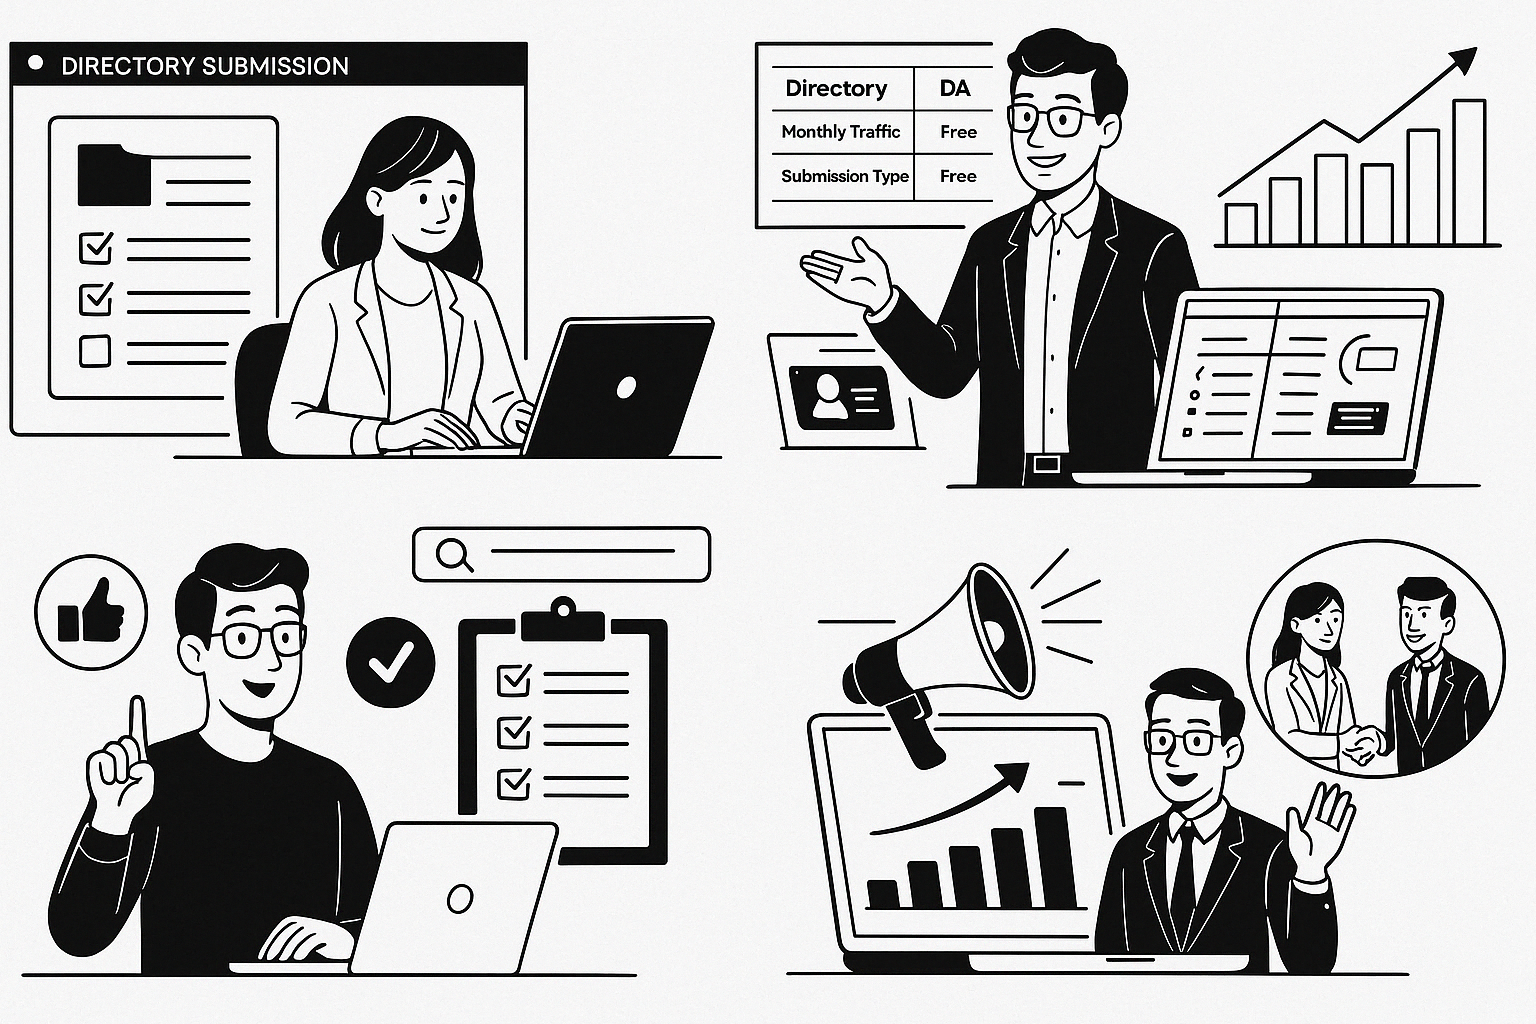 DIRECTORY SUBMISSION
Directory DA
Monthly Traffic Free
Submission Type Free